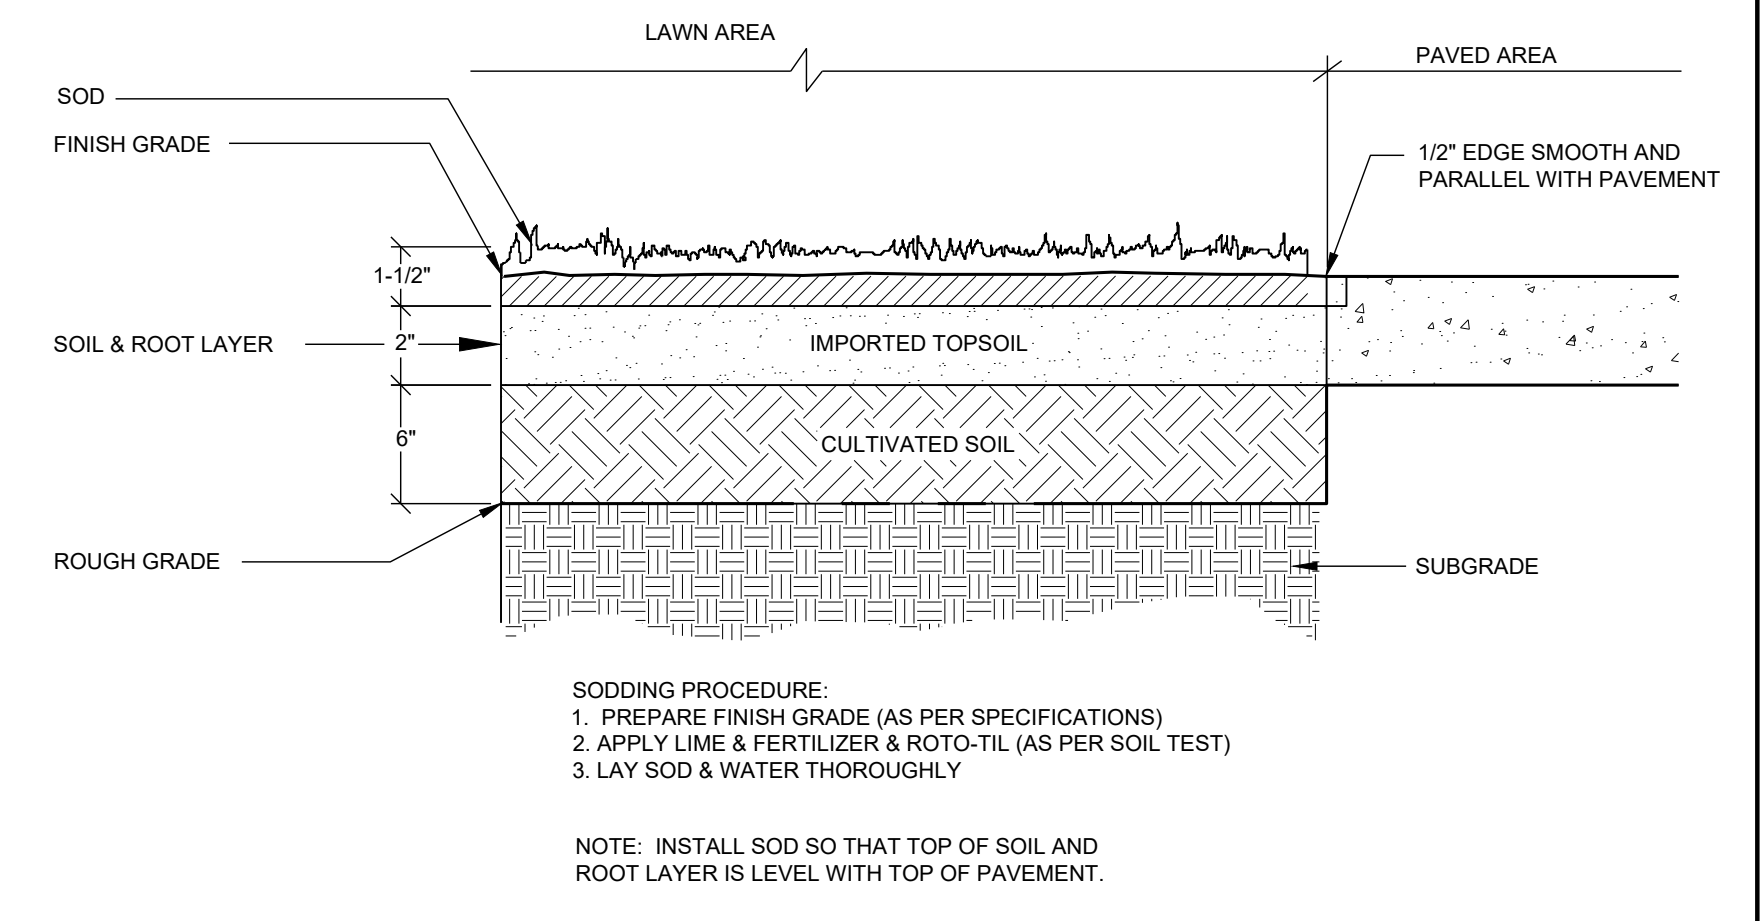 LAWN AREA
PAVED AREA
SOD
FINISH GRADE
1/2" EDGE SMOOTH AND
PARALLEL WITH PAVEMENT
1-1/2"
SOIL & ROOT LAYER
2"
IMPORTED TOPSOIL
6"
CULTIVATED SOIL
ROUGH GRADE
SUBGRADE
SODDING PROCEDURE:
1. PREPARE FINISH GRADE (AS PER SPECIFICATIONS)
2. APPLY LIME & FERTILIZER & ROTO-TIL (AS PER SOIL TEST)
3. LAY SOD & WATER THOROUGHLY
NOTE: INSTALL SOD SO THAT TOP OF SOIL AND
ROOT LAYER IS LEVEL WITH TOP OF PAVEMENT.